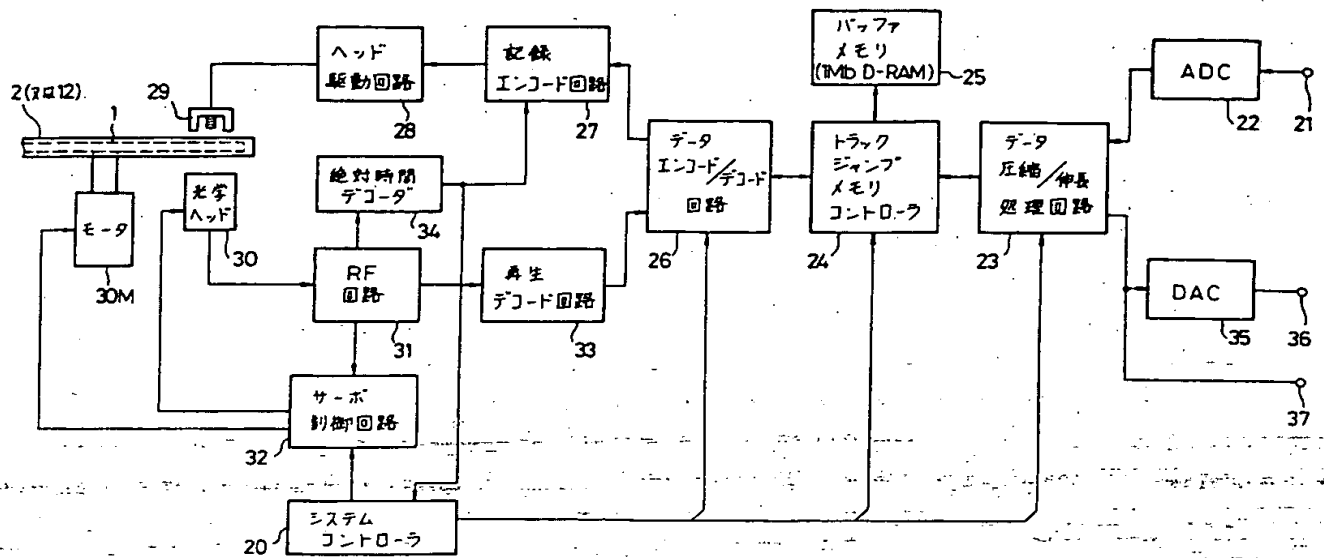 バッファ
メモリ
(1Mb D-RAM)
25
ヘッド
駆動回路
28
記録
エンコード回路
27
ADC
22
21
29
2(又は12)
1
データ
エンコード/デコード
回路
26
トラック
ジャンプ
メモリ
コントローラ
24
データ
圧縮/伸長
処理回路
23
絶対時間
デコーダ
34
光学
ヘッド
30
モータ
30M
RF
回路
31
再生
デコード回路
33
DAC
35
36
37
サーボ
制御回路
32
システム
コントローラ
20